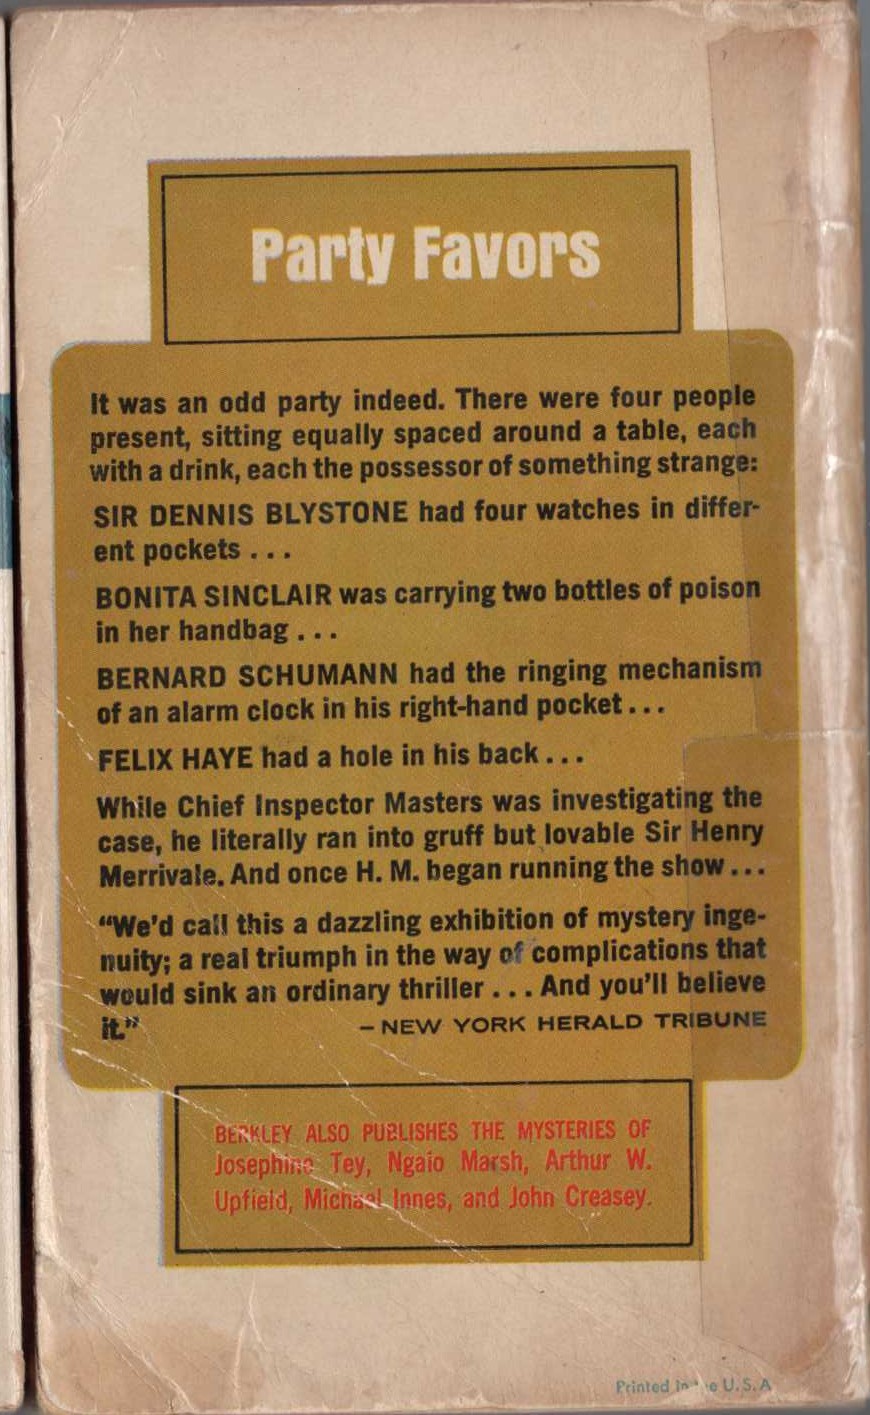 Party Favors
It was an odd party indeed. There were four people
present, sitting equally spaced around a table, each
with a drink, each the possessor of something strange:
SIR DENNIS BLYSTONE had four watches in differ-
ent pockets . . .
BONITA SINCLAIR was carrying two bottles of poison
in her handbag . . .
BERNARD SCHUMANN had the ringing mechanism
of an alarm clock in his right-hand pocket . . .
FELIX HAYE had a hole in his back . . .
While Chief Inspector Masters was investigating the
case, he literally ran into gruff but lovable Sir Henry
Merrivale. And once H. M. began running the show . . .
“We’d call this a dazzling exhibition of mystery inge-
nuity; a real triumph in the way of complications that
would sink an ordinary thriller . . . And you’ll believe
it.” – NEW YORK HERALD TRIBUNE
BERKLEY ALSO PUBLISHES THE MYSTERIES OF
Josephine Tey, Ngaio Marsh, Arthur W.
Upfield, Michael Innes, and John Creasey.
Printed in the U.S.A